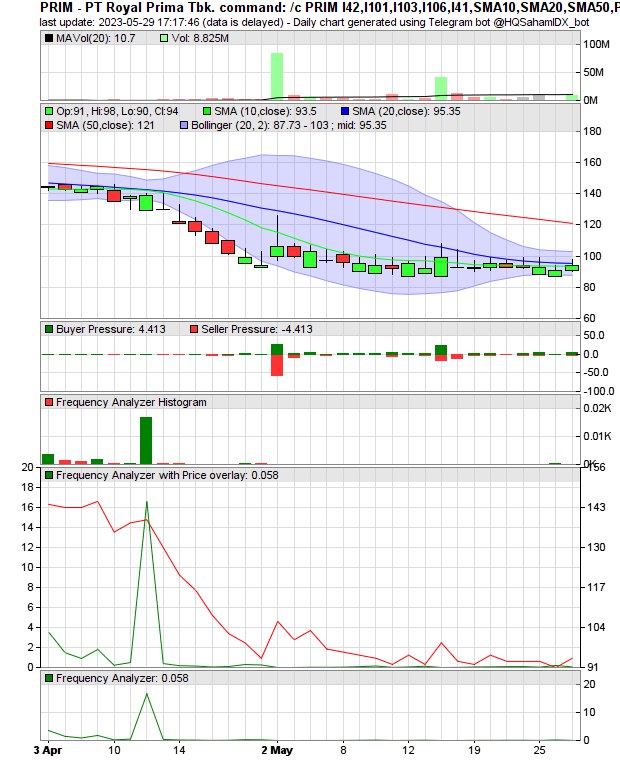 PRIM - PT Royal Prima Tbk. command: /c PRIM I42,I101,I103,I106,I41,SMA10,SMA20,SMA50,P
last update: 2023-05-29 17:17:46 (data is delayed) - Daily chart generated using Telegram bot @HQSahamIDX_bot
MAVol(20): 10.7 Vol: 8.825M
100M
50M
0M
Op:91, Hi:98, Lo:90, Cl:94 SMA (10,close): 93.5 SMA (20,close): 95.35
SMA (50,close): 121 Bollinger (20, 2): 87.73 - 103 ; mid: 95.35
180
160
140
120
100
80
60
Buyer Pressure: 4.413 Seller Pressure: -4.413
50.0
0.0
-50.0
-100.0
Frequency Analyzer Histogram
0.02K
0.01K
0K
Frequency Analyzer with Price overlay: 0.058
20 156
18
16 143
14
12 130
10
8 117
6
4 104
2
0 91
Frequency Analyzer: 0.058
20
10
0
3 Apr 10 14 2 May 8 12 19 25